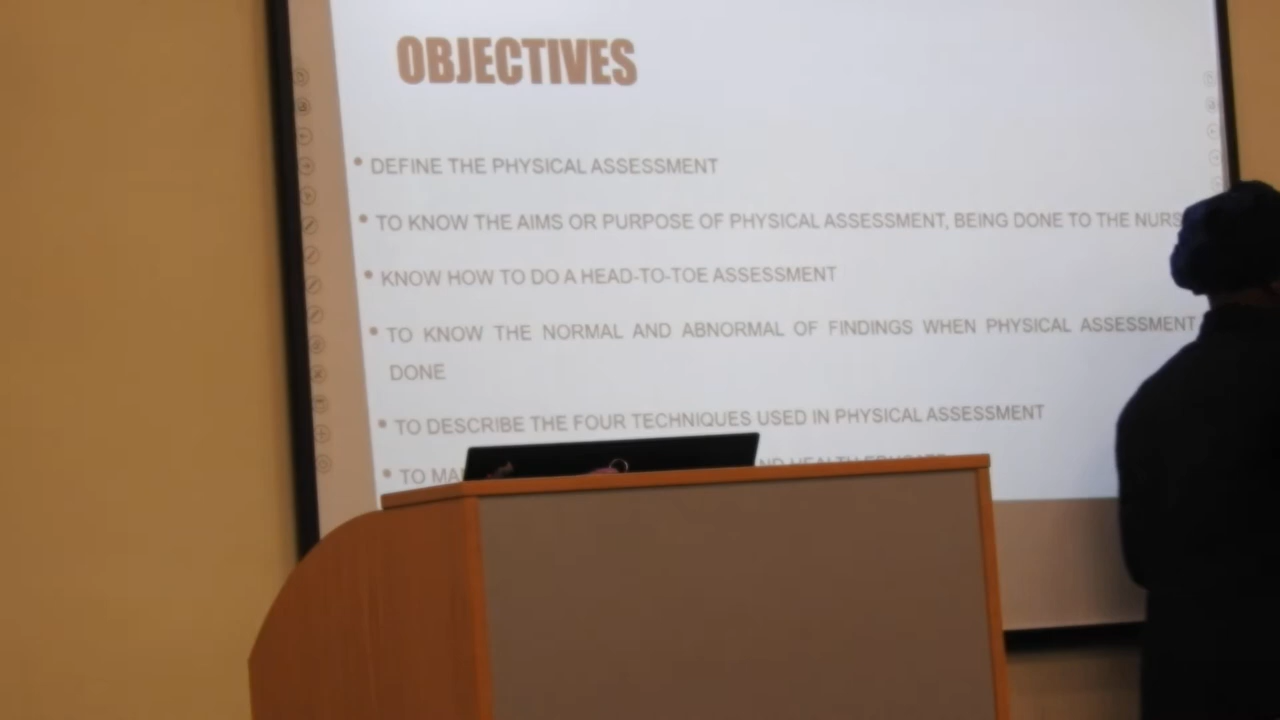 OBJECTIVES
• DEFINE THE PHYSICAL ASSESSMENT
• TO KNOW THE AIMS OR PURPOSE OF PHYSICAL ASSESSMENT, BEING DONE TO THE NURS
• KNOW HOW TO DO A HEAD-TO-TOE ASSESSMENT
• TO KNOW THE NORMAL AND ABNORMAL OF FINDINGS WHEN PHYSICAL ASSESSMENT
DONE
• TO DESCRIBE THE FOUR TECHNIQUES USED IN PHYSICAL ASSESSMENT
• TO